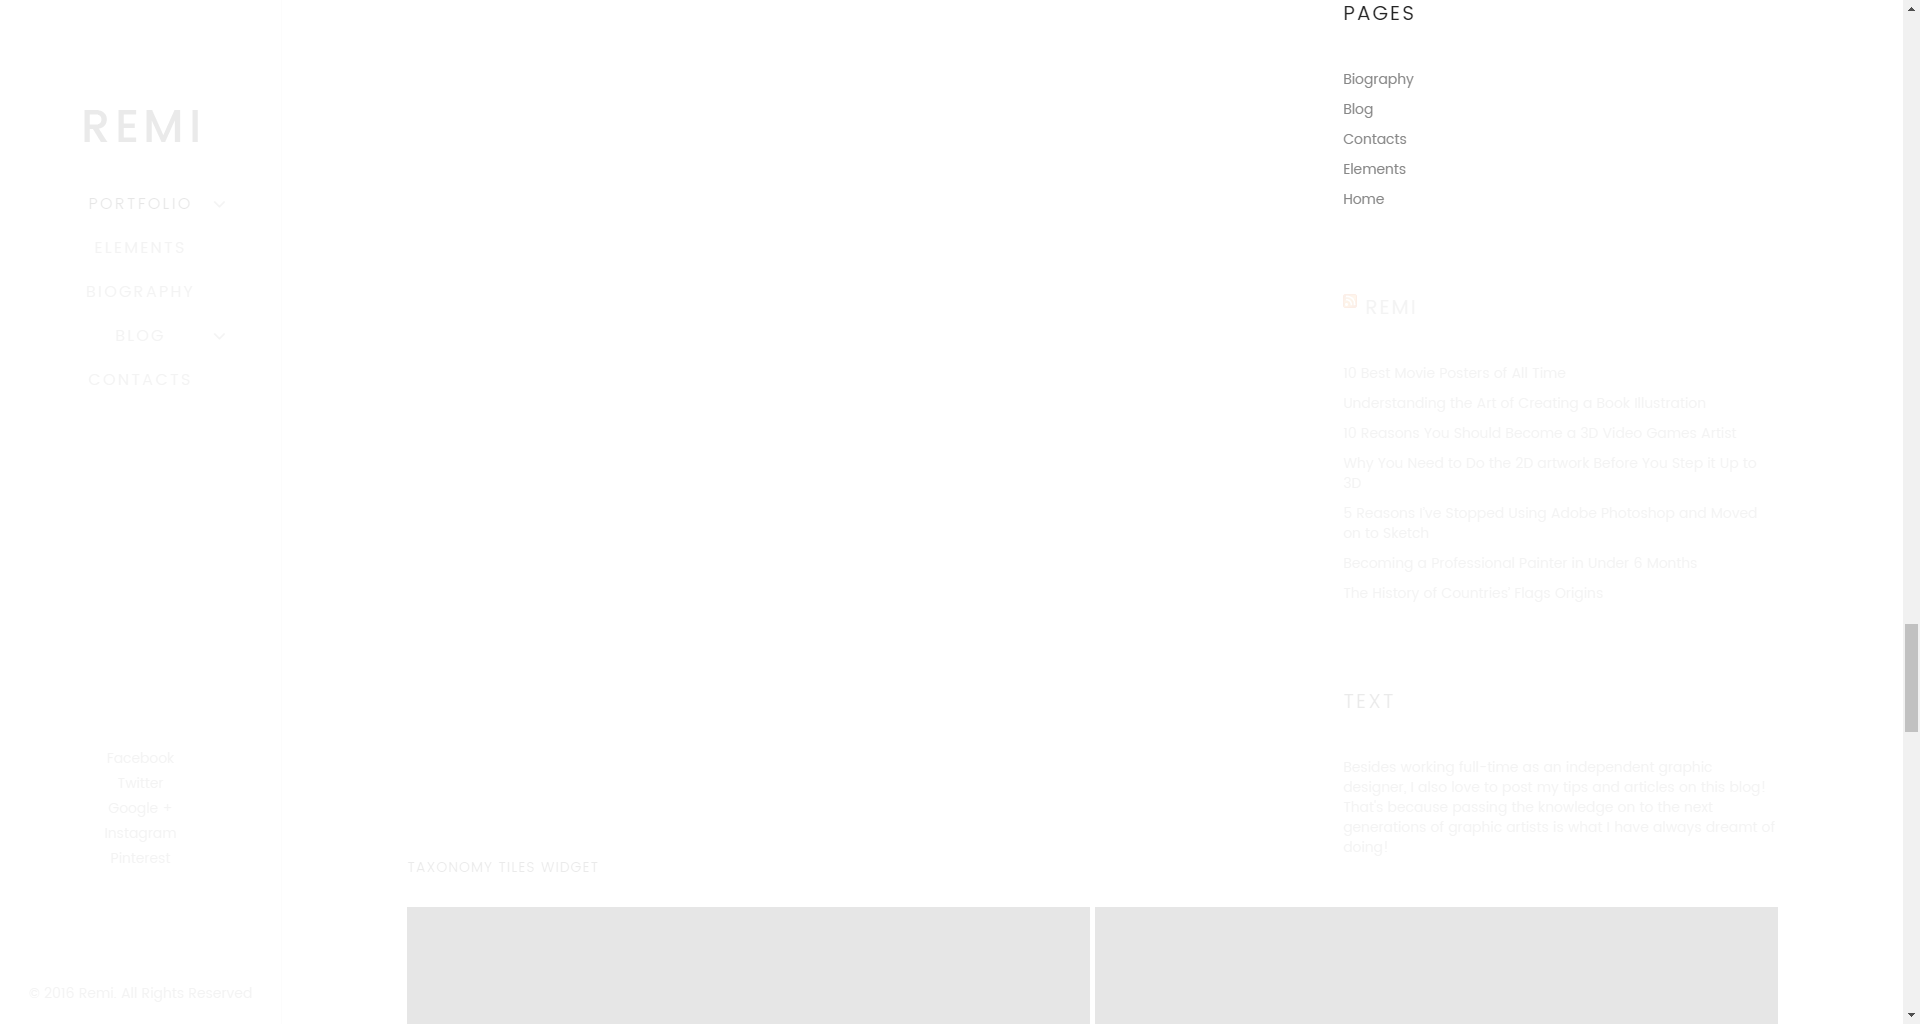 REMI
PORTFOLIO
ELEMENTS
BIOGRAPHY
BLOG
CONTACTS
Facebook
Twitter
Google +
Instagram
Pinterest
© 2016 Remi. All Rights Reserved
TAXONOMY TILES WIDGET
PAGES
Biography
Blog
Contacts
Elements
Home
REMI
10 Best Movie Posters of All Time
Understanding the Art of Creating a Book Illustration
10 Reasons You Should Become a 3D Video Games Artist
Why You Need to Do the 2D artwork Before You Step it Up to
3D
5 Reasons I've Stopped Using Adobe Photoshop and Moved
on to Sketch
Becoming a Professional Painter in Under 6 Months
The History of Countries' Flags Origins
TEXT
Besides working full-time as an independent graphic
designer, I also love to post my tips and articles on this blog!
That's because passing the knowledge on to the next
generations of graphic artists is what I have always dreamt of
doing!